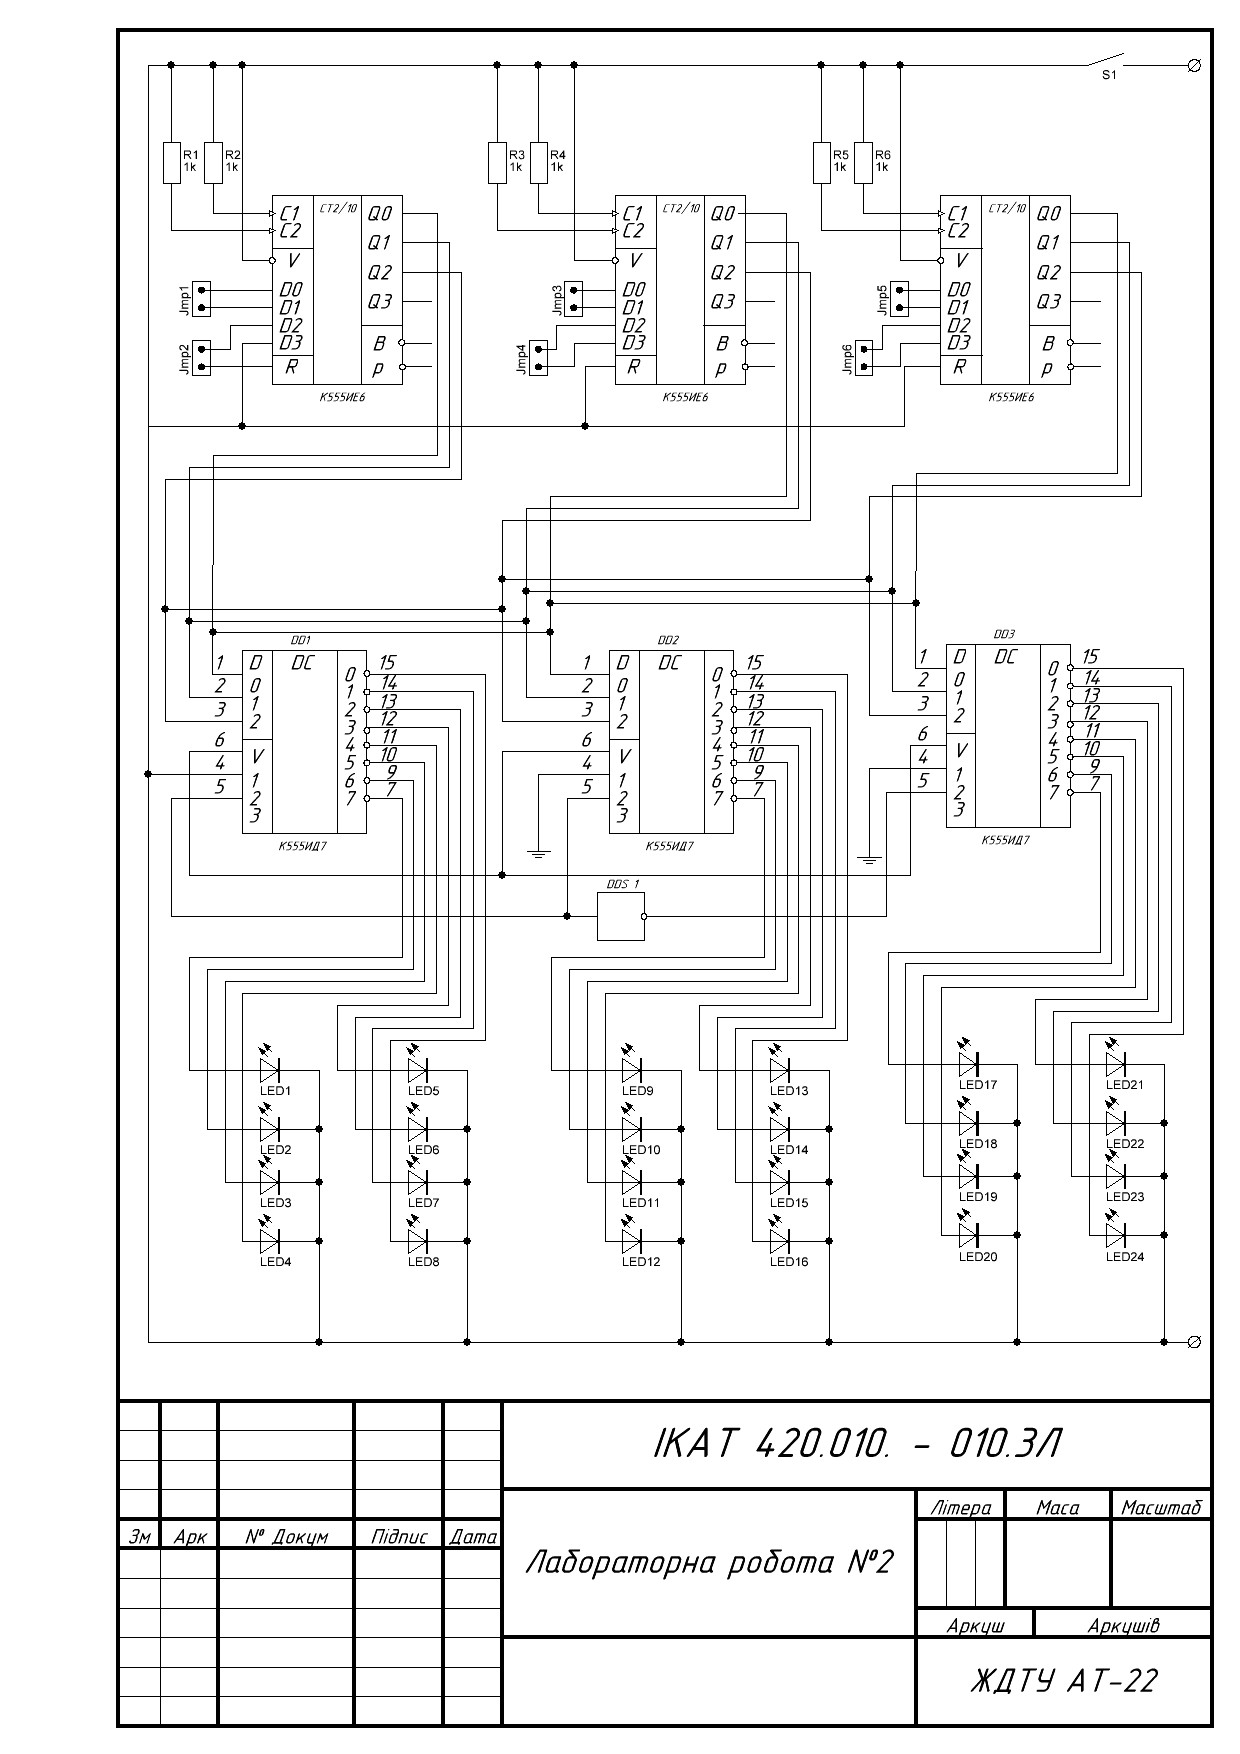 S1
R1
1k
R2
1k
R3
1k
R4
1k
R5
1k
R6
1k
C1 CT2/10 Q0
C2
Q1
V
Q2
Jmp1
D0
Q3
D1
D2
Jmp2
D3
B
R
P
К555ИЕ6
C1 CT2/10 Q0
C2
Q1
V
Q2
Jmp3
D0
Q3
D1
D2
Jmp4
D3
B
R
P
К555ИЕ6
C1 CT2/10 Q0
C2
Q1
V
Q2
Jmp5
D0
Q3
D1
D2
Jmp6
D3
B
R
P
К555ИЕ6
DD1
1 D DC 15
0
2 0 14
1
3 1 13
2
2 12
3
6 11
4
V 10
4 5
1 9
5 6
2 7
7
3
К555ИД7
DD2
1 D DC 15
0
2 0 14
1
3 1 13
2
2 12
3
6 11
4
V 10
4 5
1 9
5 6
2 7
7
3
К555ИД7
DD3
1 D DC 15
0
2 0 14
1
3 1 13
2
2 12
3
6 11
4
V 10
4 5
1 9
5 6
2 7
7
3
К555ИД7
DDS 1
LED1
LED2
LED3
LED4
LED5
LED6
LED7
LED8
LED9
LED10
LED11
LED12
LED13
LED14
LED15
LED16
LED17
LED18
LED19
LED20
LED21
LED22
LED23
LED24
ІКАТ 420.010. - 010.ЗЛ
Зм Арк № Докум Підпис Дата
Лабораторна робота №2
Літера Маса Масштаб
Аркуш Аркушів
ЖДТУ АТ-22